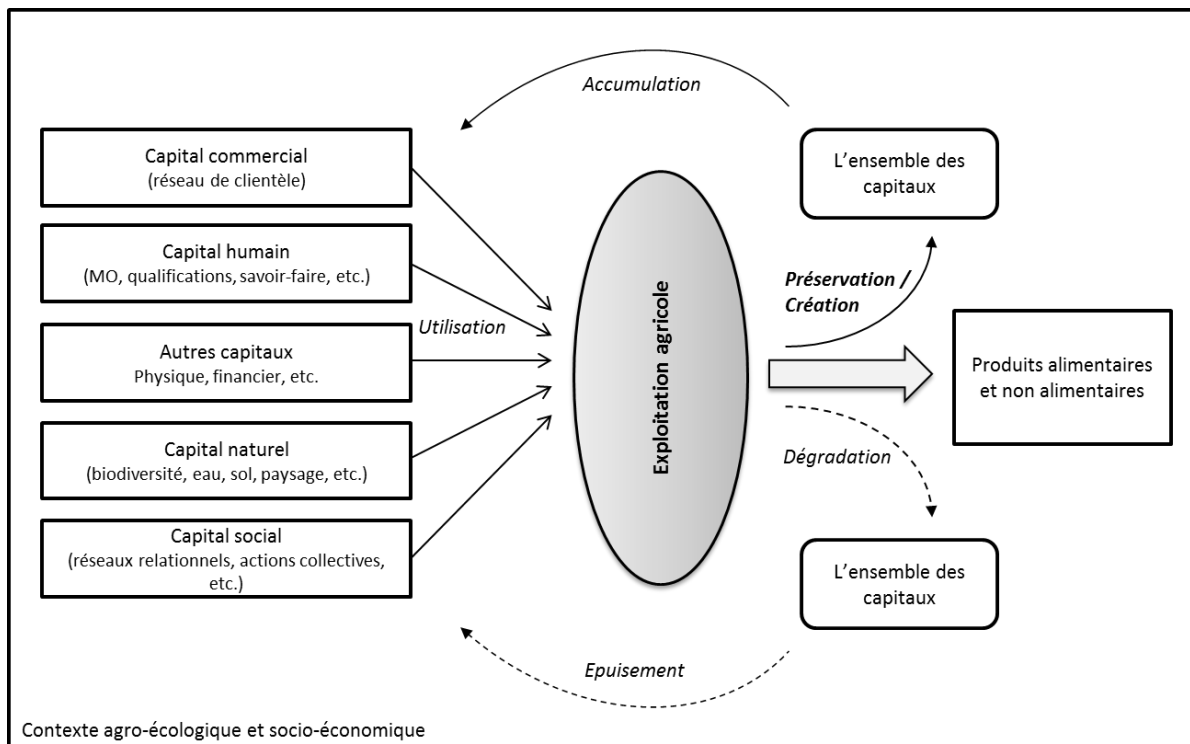 Accumulation
Capital commercial
(réseau de clientèle)
L'ensemble des
capitaux
Capital humain
(MO, qualifications, savoir-faire, etc.)
Préservation /
Création
Utilisation
Exploitation agricole
Autres capitaux
Physique, financier, etc.
Produits alimentaires
et non alimentaires
Capital naturel
(biodiversité, eau, sol, paysage, etc.)
Dégradation
Capital social
(réseaux relationnels, actions collectives,
etc.)
L'ensemble des
capitaux
Epuisement
Contexte agro-écologique et socio-économique